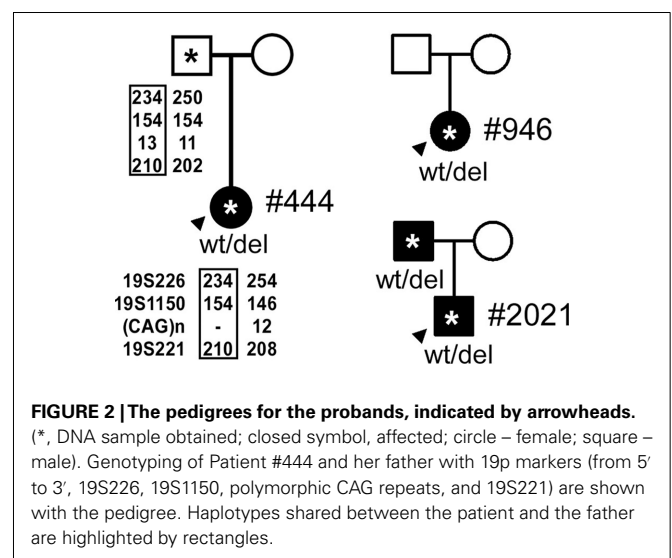 *
234 250
154 154
13 11
210 202
* #444
wt/del
19S226 234 254
19S1150 154 146
(CAG)n - 12
19S221 210 208
* #946
wt/del
*
wt/del
* #2021
wt/del
FIGURE 2 | The pedigrees for the probands, indicated by arrowheads.
(*, DNA sample obtained; closed symbol, affected; circle – female; square –
male). Genotyping of Patient #444 and her father with 19p markers (from 5′
to 3′, 19S226, 19S1150, polymorphic CAG repeats, and 19S221) are shown
with the pedigree. Haplotypes shared between the patient and the father
are highlighted by rectangles.